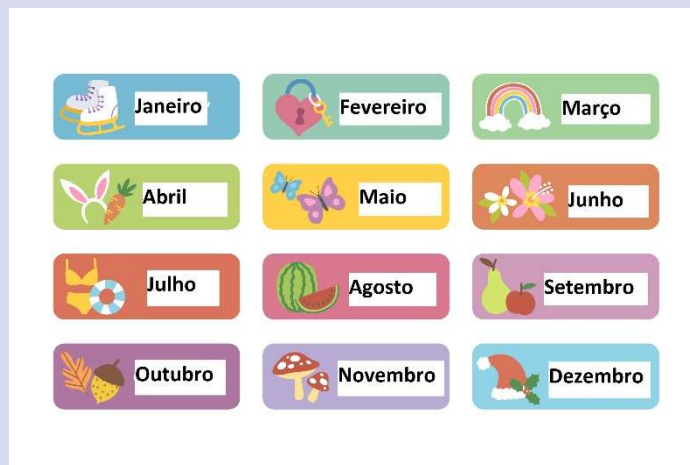 Janeiro
Fevereiro
Março
Abril
Maio
Junho
Julho
Agosto
Setembro
Outubro
Novembro
Dezembro